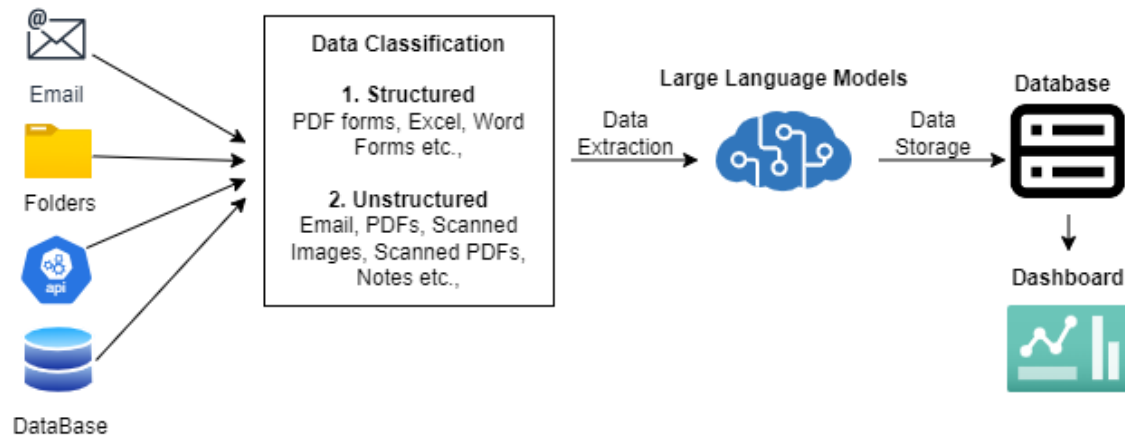 @
Email
Folders
api
DataBase
Data Classification
1. Structured
PDF forms, Excel, Word
Forms etc.,
2. Unstructured
Email, PDFs, Scanned
Images, Scanned PDFs,
Notes etc.,
Data
Extraction
Large Language Models
Data
Storage
Database
Dashboard